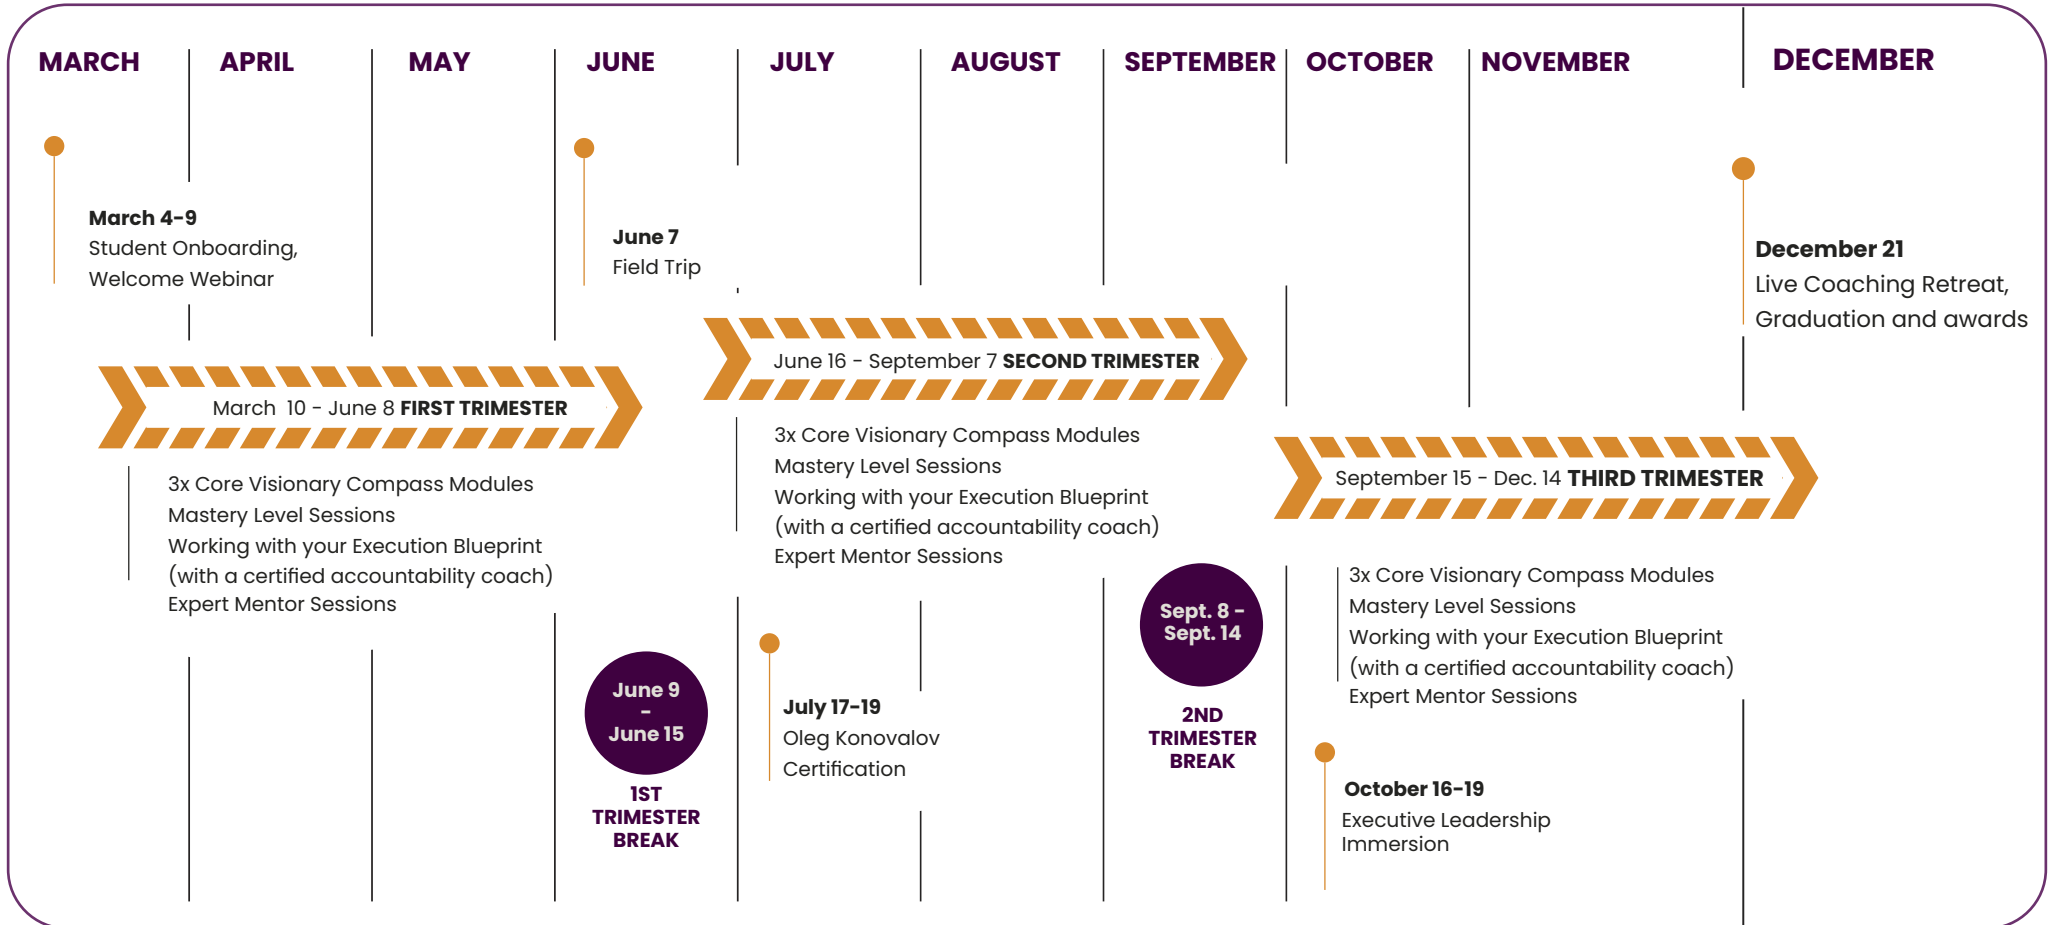 MARCH
APRIL
MAY
JUNE
JULY
AUGUST
SEPTEMBER
OCTOBER
NOVEMBER
DECEMBER
March 4-9
Student Onboarding,
Welcome Webinar
June 7
Field Trip
December 21
Live Coaching Retreat,
Graduation and awards
March 10 - June 8 FIRST TRIMESTER
3x Core Visionary Compass Modules
Mastery Level Sessions
Working with your Execution Blueprint
(with a certified accountability coach)
Expert Mentor Sessions
June 16 - September 7 SECOND TRIMESTER
3x Core Visionary Compass Modules
Mastery Level Sessions
Working with your Execution Blueprint
(with a certified accountability coach)
Expert Mentor Sessions
September 15 - Dec. 14 THIRD TRIMESTER
3x Core Visionary Compass Modules
Mastery Level Sessions
Working with your Execution Blueprint
(with a certified accountability coach)
Expert Mentor Sessions
June 9
-
June 15
1ST
TRIMESTER
BREAK
July 17-19
Oleg Konovalov
Certification
Sept. 8 -
Sept. 14
2ND
TRIMESTER
BREAK
October 16-19
Executive Leadership
Immersion